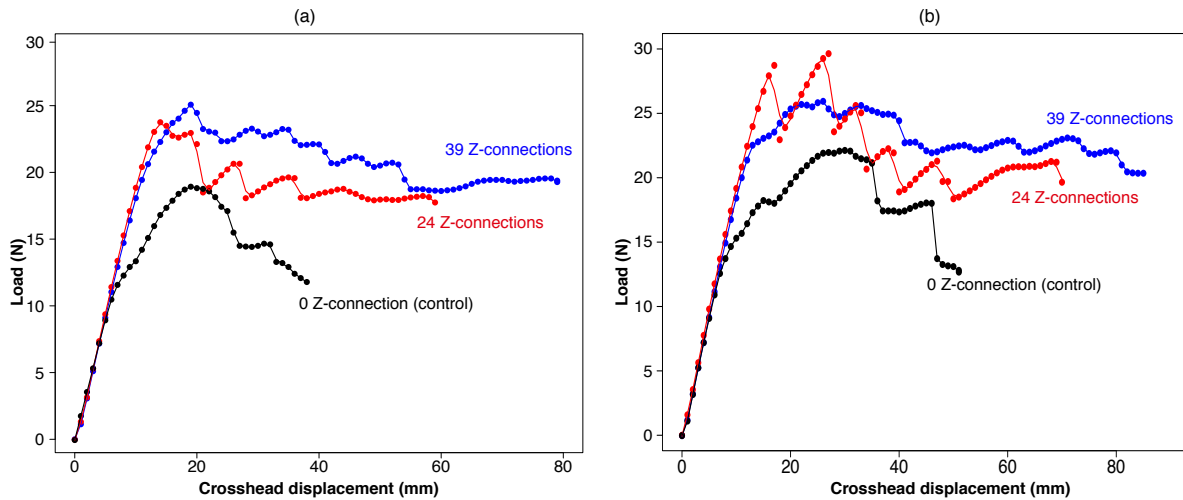 (a)
30
25
20
15
10
5
0
Load (N)
39 Z-connections
24 Z-connections
0 Z-connection (control)
0 20 40 60 80
Crosshead displacement (mm)
(b)
30
25
20
15
10
5
0
Load (N)
39 Z-connections
24 Z-connections
0 Z-connection (control)
0 20 40 60 80
Crosshead displacement (mm)